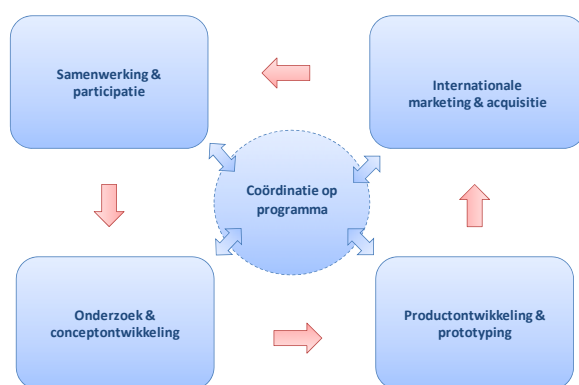 Samenwerking &
participatie
Internationale
marketing & acquisitie
Coördinatie op
programma
Onderzoek &
conceptontwikkeling
Productontwikkeling &
prototyping